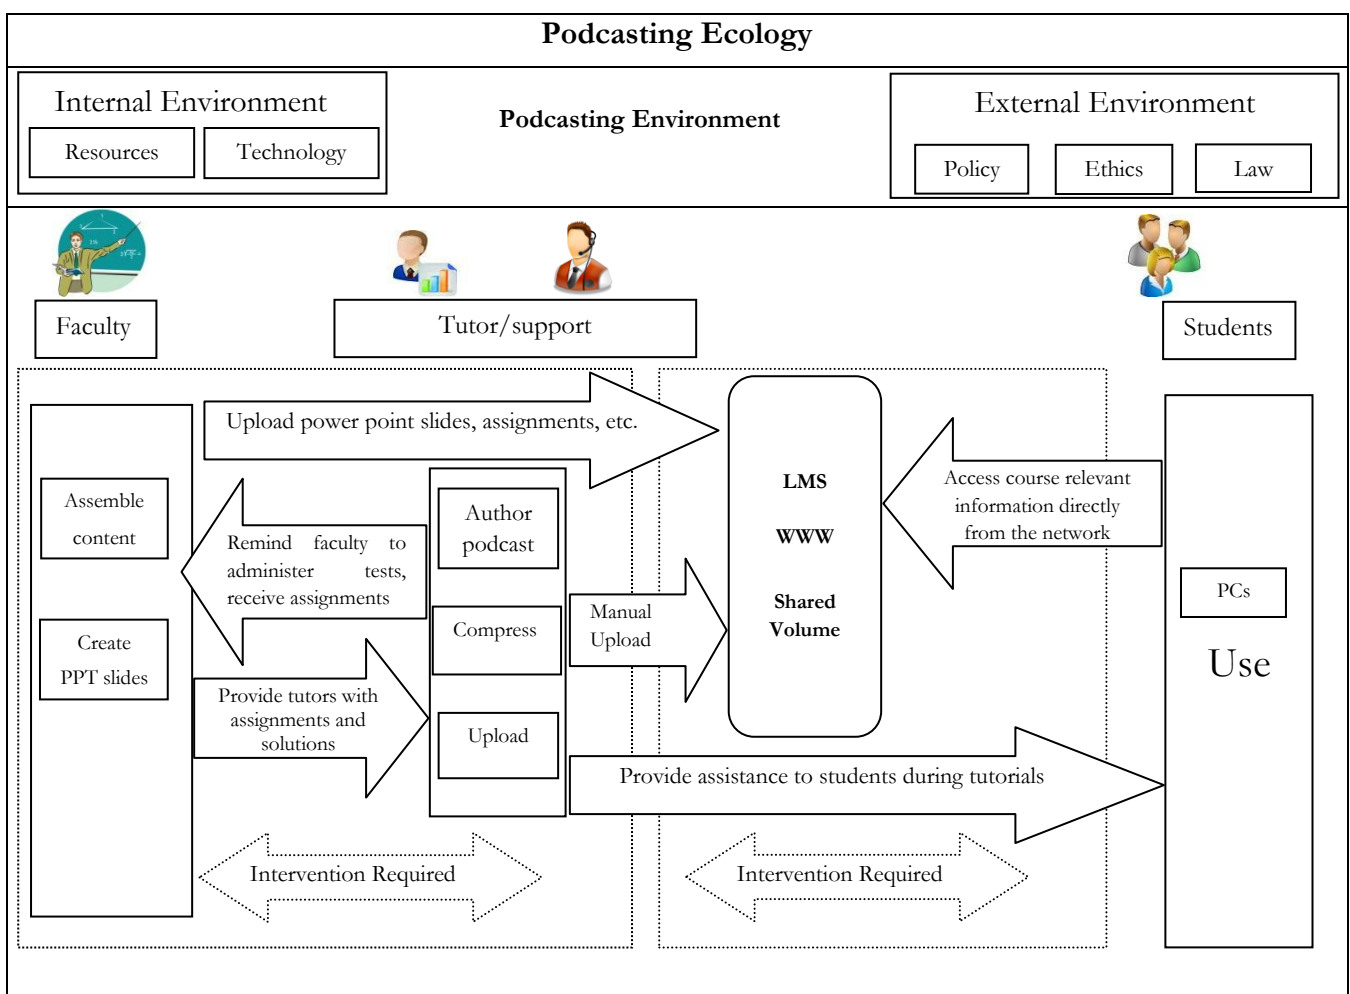 Podcasting Ecology
Internal Environment
Resources
Technology
Podcasting Environment
External Environment
Policy
Ethics
Law
Faculty
Tutor/support
Students
Upload power point slides, assignments, etc.
Assemble
content
Create
PPT slides
Remind faculty to
administer tests,
receive assignments
Provide tutors with
assignments and
solutions
Author
podcast
Compress
Upload
Manual
Upload
LMS
WWW
Shared
Volume
Access course relevant
information directly
from the network
PCs
Use
Provide assistance to students during tutorials
Intervention Required
Intervention Required